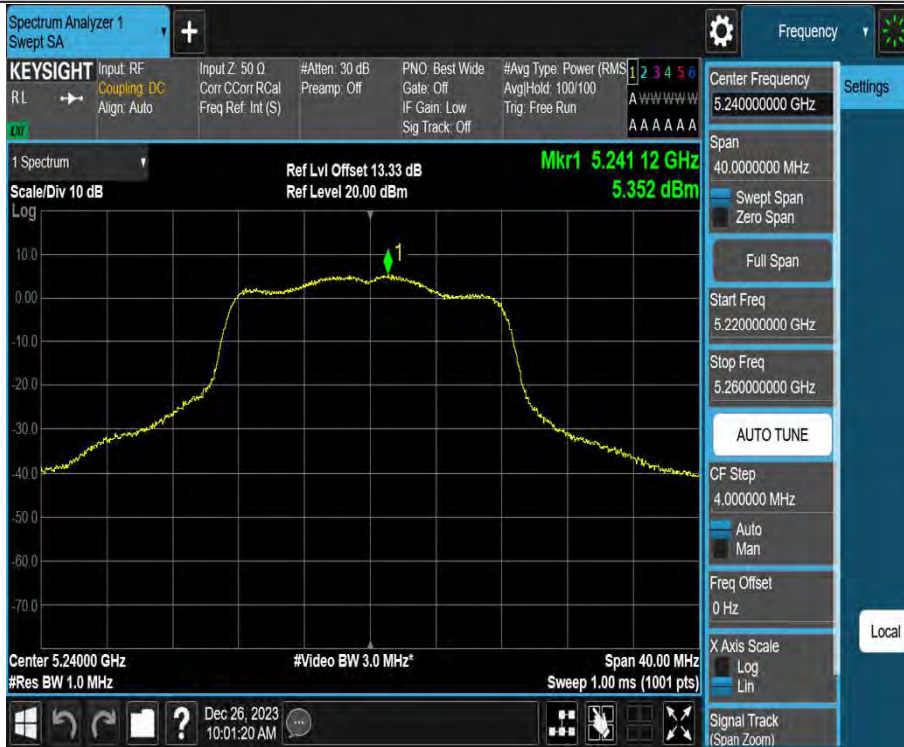 Spectrum Analyzer 1
Swept SA
+
Frequency
KEYSIGHT
RL
Input: RF
Coupling: DC
Align: Auto
Input Z: 50 Ω
Corr CCorr RCal
Freq Ref: Int (S)
#Atten: 30 dB
Preamp: Off
PNO: Best Wide
Gate: Off
IF Gain: Low
Sig Track: Off
#Avg Type: Power (RMS
Avg|Hold: 100/100
Trig: Free Run
1 2 3 4 5 6
A W W W W W
A A A A A A
1 Spectrum
Scale/Div 10 dB
Log
Ref Lvl Offset 13.33 dB
Ref Level 20.00 dBm
Mkr1 5.241 12 GHz
5.352 dBm
1
10.0
0.00
-10.0
-20.0
-30.0
-40.0
-50.0
-60.0
-70.0
Center 5.24000 GHz
#Res BW 1.0 MHz
#Video BW 3.0 MHz*
Span 40.00 MHz
Sweep 1.00 ms (1001 pts)
?
Dec 26, 2023
10:01:20 AM
Center Frequency
5.240000000 GHz
Settings
Span
40.0000000 MHz
Swept Span
Zero Span
Full Span
Start Freq
5.220000000 GHz
Stop Freq
5.260000000 GHz
AUTO TUNE
CF Step
4.000000 MHz
Auto
Man
Freq Offset
0 Hz
Local
X Axis Scale
Log
Lin
Signal Track
(Span Zoom)